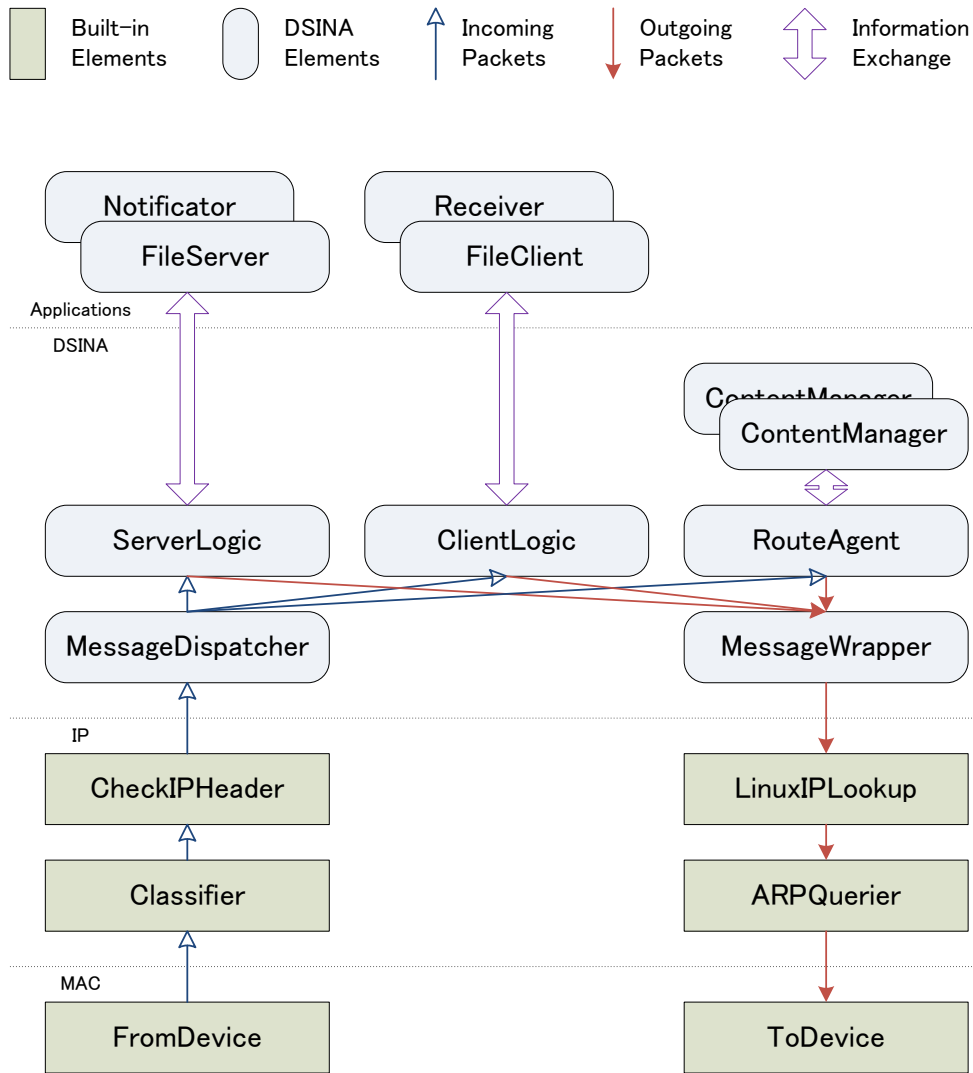 Built-in
Elements
DSINA
Elements
Incoming
Packets
Outgoing
Packets
Information
Exchange
Notificator
FileServer
Receiver
FileClient
Applications
DSINA
ContentManager
ContentManager
ServerLogic
ClientLogic
RouteAgent
MessageDispatcher
MessageWrapper
IP
CheckIPHeader
LinuxIPLookup
Classifier
ARPQuerier
MAC
FromDevice
ToDevice